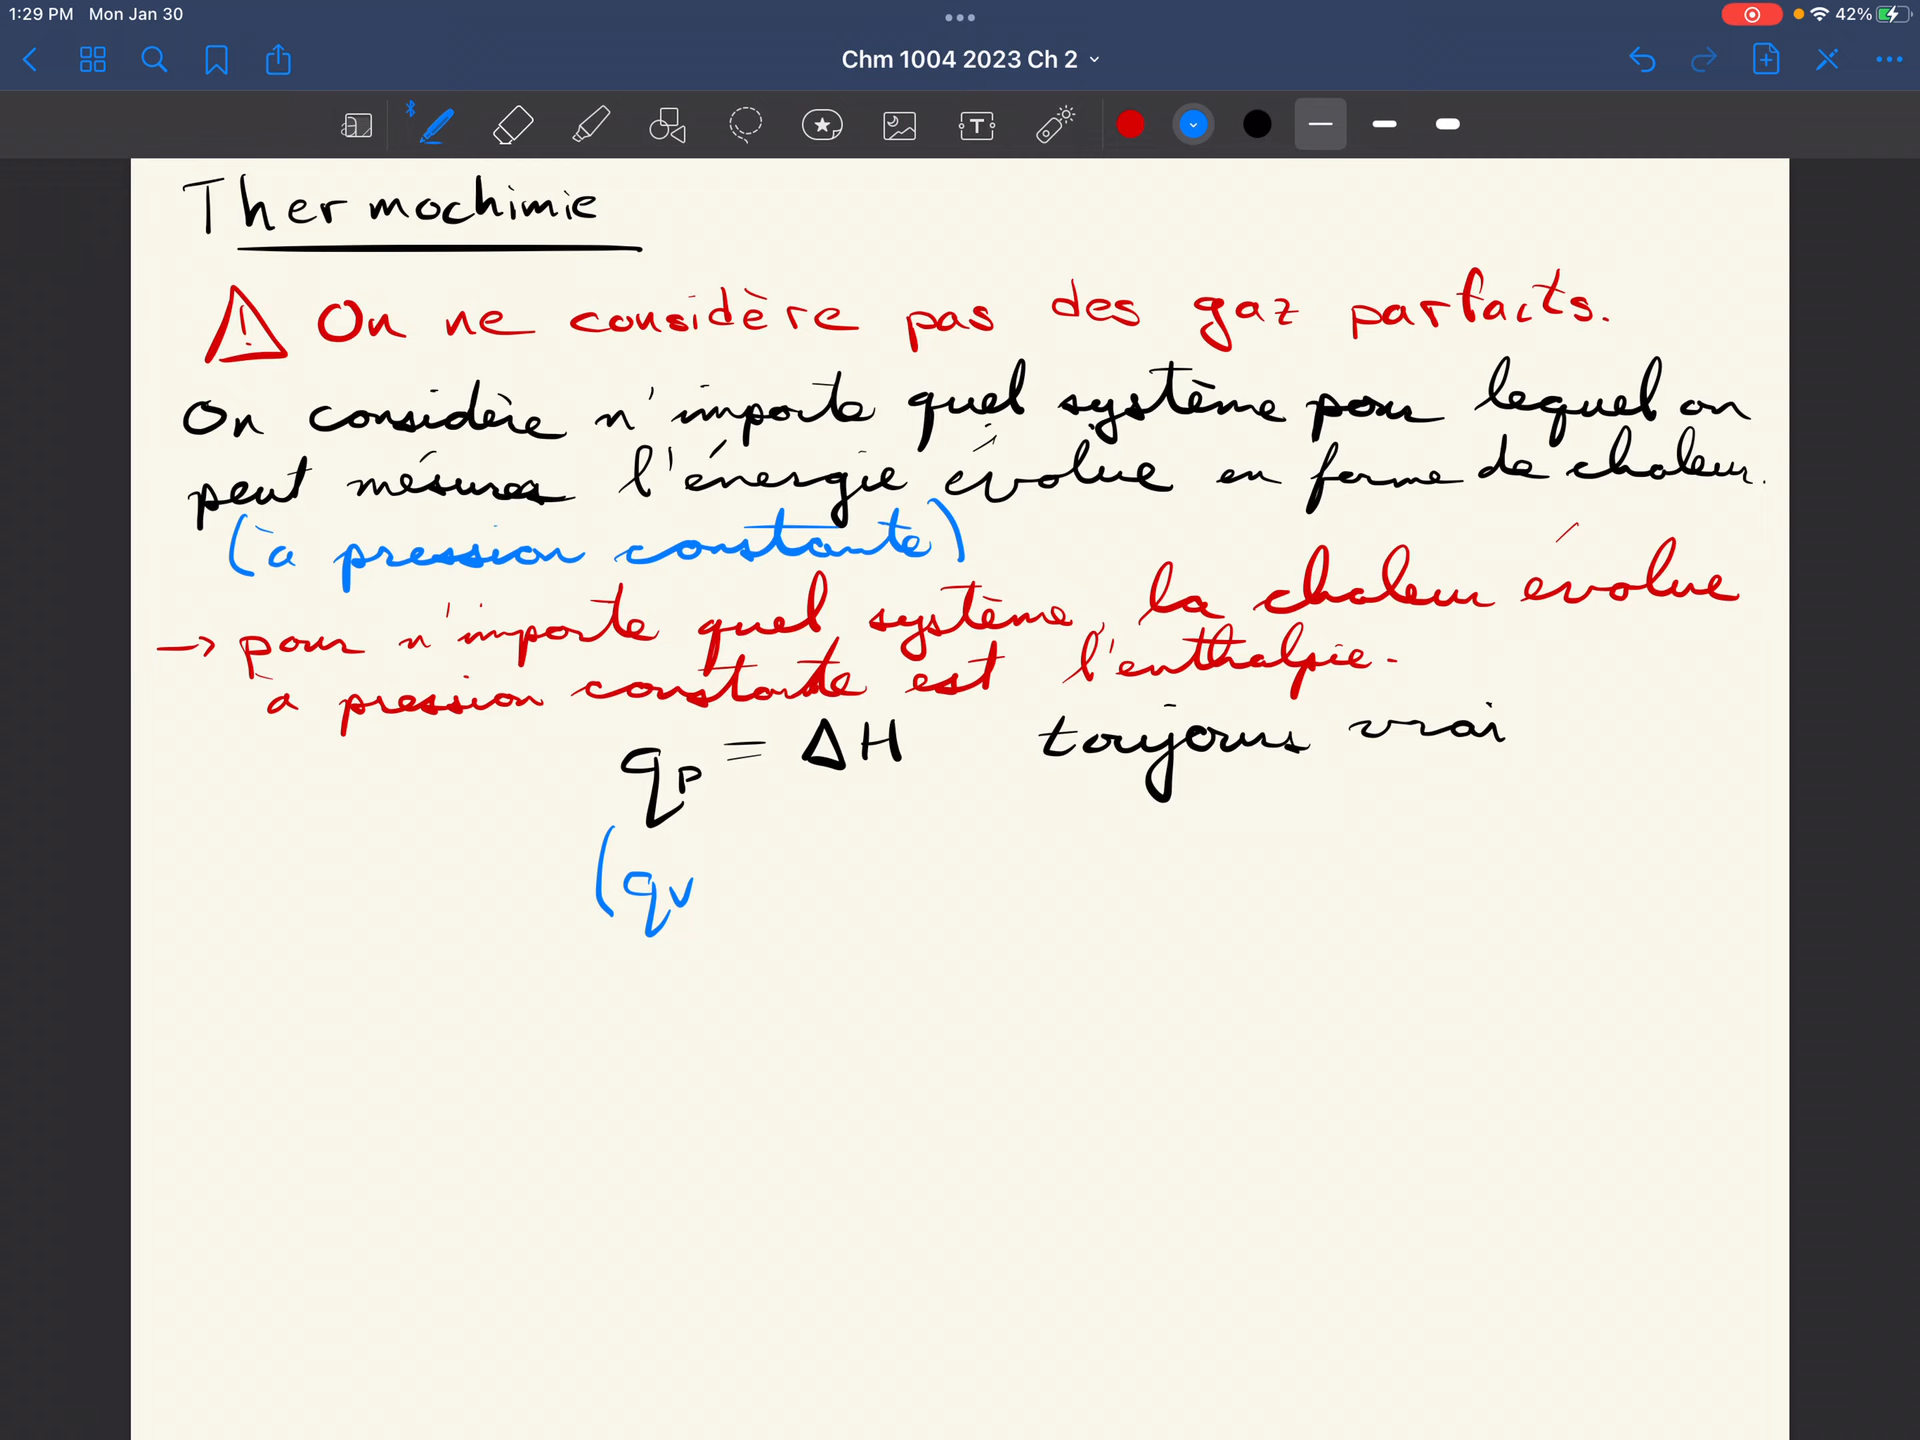 1:29 PM Mon Jan 30
42%
Chm 1004 2023 Ch 2
Thermochimie
On ne considère pas des gaz parfaits.
On considère n'importe quel système pour lequel on
peut mésurer l'énergie évolue en forme de chaleur.
(à pression constante)
→ pour n'importe quel système, la chaleur évolue
à pression constante est l'enthalpie.
qp = ΔH toujours vrai
(qv